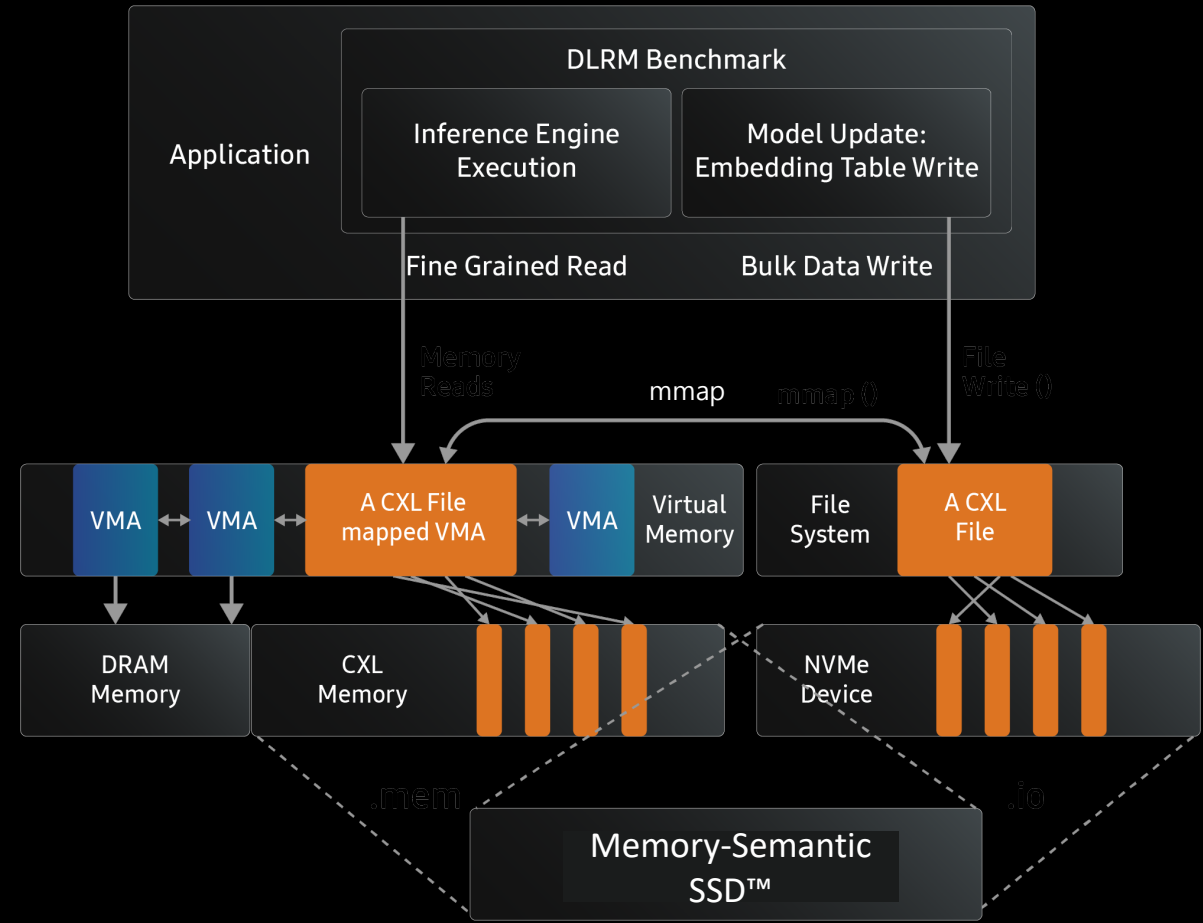 DLRM Benchmark
Application
Inference Engine
Execution
Model Update:
Embedding Table Write
Fine Grained Read
Bulk Data Write
Memory
Reads
mmap
mmap ()
File
Write ()
VMA
VMA
A CXL File
mapped VMA
VMA
Virtual
Memory
File
System
A CXL
File
DRAM
Memory
CXL
Memory
NVMe
Device
.mem
.io
Memory-Semantic
SSD™